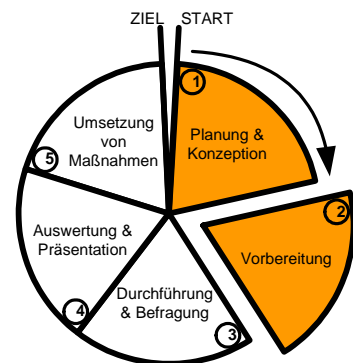 ZIEL START
1
Planung &
Konzeption
2
Vorbereitung
3
Durchführung
& Befragung
4
Auswertung &
Präsentation
5
Umsetzung
von
Maßnahmen